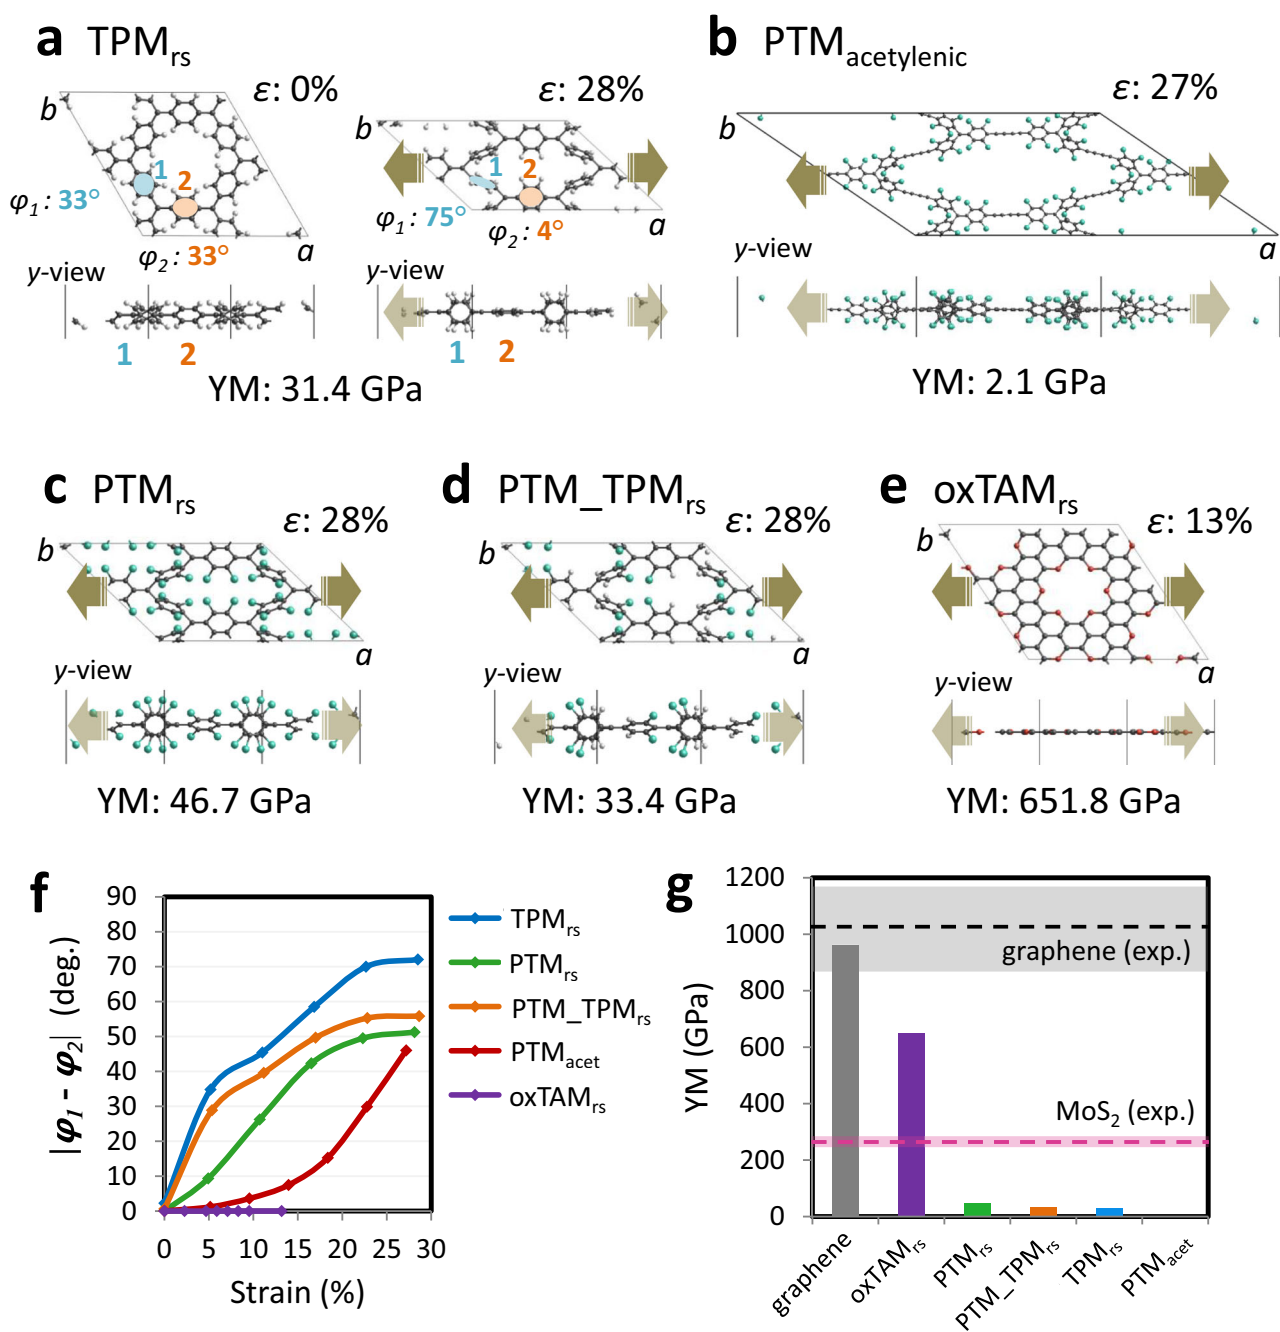 a TPMrs
ε: 0%
ε: 28%
b
1
2
φ1: 33°
φ2: 33°
a
b
1
2
φ1: 75°
φ2: 4°
a
y-view
1
2
y-view
1
2
YM: 31.4 GPa
b PTMacetylenic
ε: 27%
b
a
y-view
YM: 2.1 GPa
c PTMrs
ε: 28%
b
a
y-view
YM: 46.7 GPa
d PTM_TPMrs
ε: 28%
b
a
y-view
YM: 33.4 GPa
e oxTAMrs
ε: 13%
b
a
y-view
YM: 651.8 GPa
f
|φ1 - φ2| (deg.)
90
80
70
60
50
40
30
20
10
0
0 5 10 15 20 25 30
Strain (%)
TPMrs
PTMrs
PTM_TPMrs
PTMacet
oxTAMrs
g
YM (GPa)
1200
1000
800
600
400
200
0
graphene (exp.)
MoS2 (exp.)
graphene
oxTAMrs
PTMrs
PTM_TPMrs
TPMrs
PTMacet